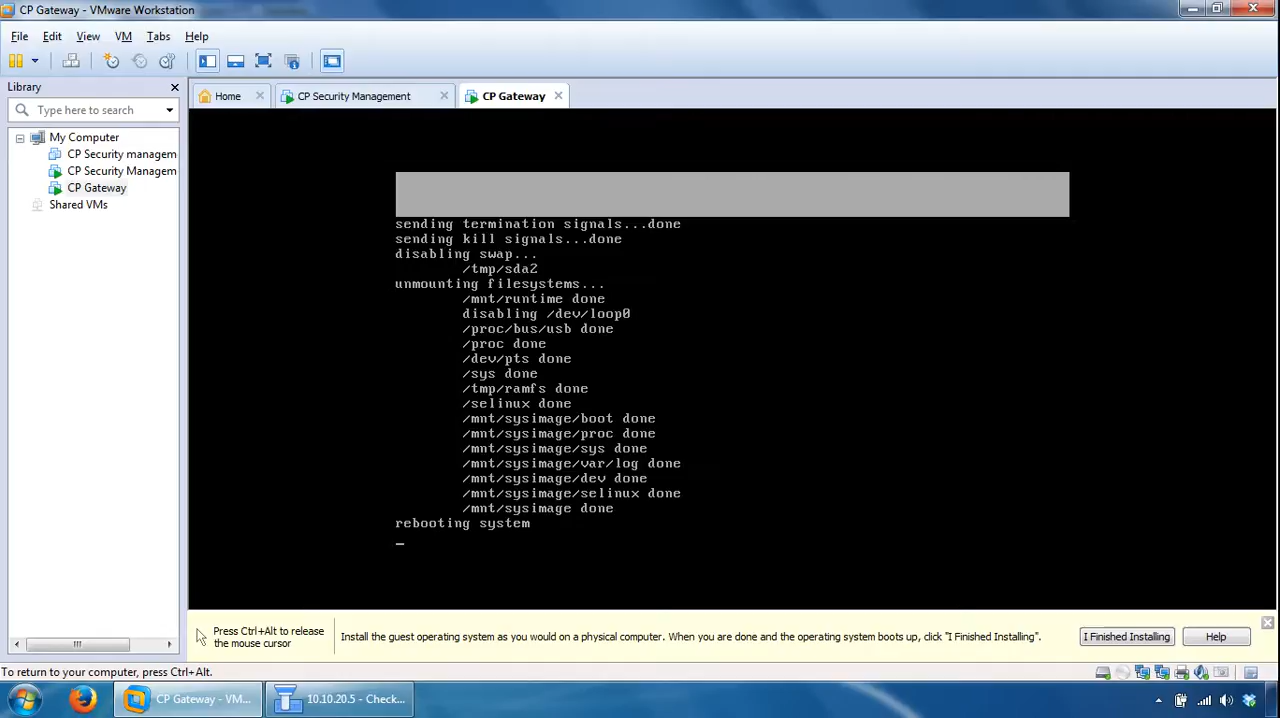 CP Gateway - VMware Workstation
File Edit View VM Tabs Help
Library
Type here to search
My Computer
CP Security managem
CP Security Managem
CP Gateway
Shared VMs
Home
CP Security Management
CP Gateway
sending termination signals...done
sending kill signals...done
disabling swap...
/tmp/sda2
unmounting filesystems...
/mnt/runtime done
disabling /dev/loop0
/proc/bus/usb done
/proc done
/dev/pts done
/sys done
/tmp/ramfs done
/selinux done
/mnt/sysimage/boot done
/mnt/sysimage/proc done
/mnt/sysimage/sys done
/mnt/sysimage/var/log done
/mnt/sysimage/dev done
/mnt/sysimage/selinux done
/mnt/sysimage done
rebooting system
Press Ctrl+Alt to release
the mouse cursor
Install the guest operating system as you would on a physical computer. When you are done and the operating system boots up, click "I Finished Installing".
I Finished Installing
Help
To return to your computer, press Ctrl+Alt.
CP Gateway - VM...
10.10.20.5 - Check...